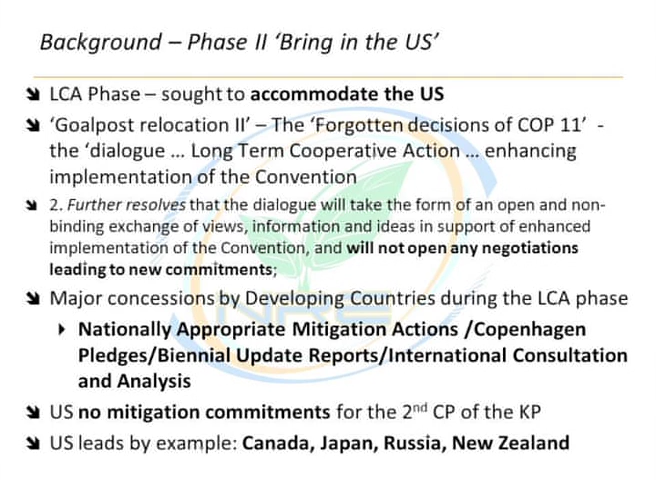 Background – Phase II ‘Bring in the US’
LCA Phase – sought to accommodate the US
‘Goalpost relocation II’ – The ‘Forgotten decisions of COP 11’ -
the ‘dialogue ... Long Term Cooperative Action ... enhancing
implementation of the Convention
2. Further resolves that the dialogue will take the form of an open and non-
binding exchange of views, information and ideas in support of enhanced
implementation of the Convention, and will not open any negotiations
leading to new commitments;
Major concessions by Developing Countries during the LCA phase
Nationally Appropriate Mitigation Actions /Copenhagen
Pledges/Biennial Update Reports/International Consultation
and Analysis
US no mitigation commitments for the 2nd CP of the KP
US leads by example: Canada, Japan, Russia, New Zealand
NRE